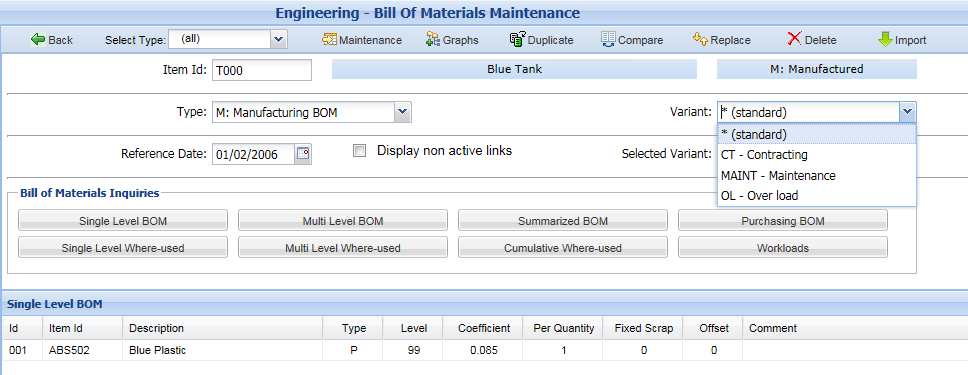 Engineering - Bill Of Materials Maintenance
Back Select Type: (all) Maintenance Graphs Duplicate Compare Replace Delete Import
Item Id: T000 Blue Tank M: Manufactured
Type: M: Manufacturing BOM Variant: * (standard)
* (standard)
Reference Date: 01/02/2006 Display non active links Selected Variant: CT - Contracting
MAINT - Maintenance
OL - Over load
Bill of Materials Inquiries
Single Level BOM Multi Level BOM Summarized BOM Purchasing BOM
Single Level Where-used Multi Level Where-used Cumulative Where-used Workloads
Single Level BOM
Id Item Id Description Type Level Coefficient Per Quantity Fixed Scrap Offset Comment
001 ABS502 Blue Plastic P 99 0.085 1 0 0